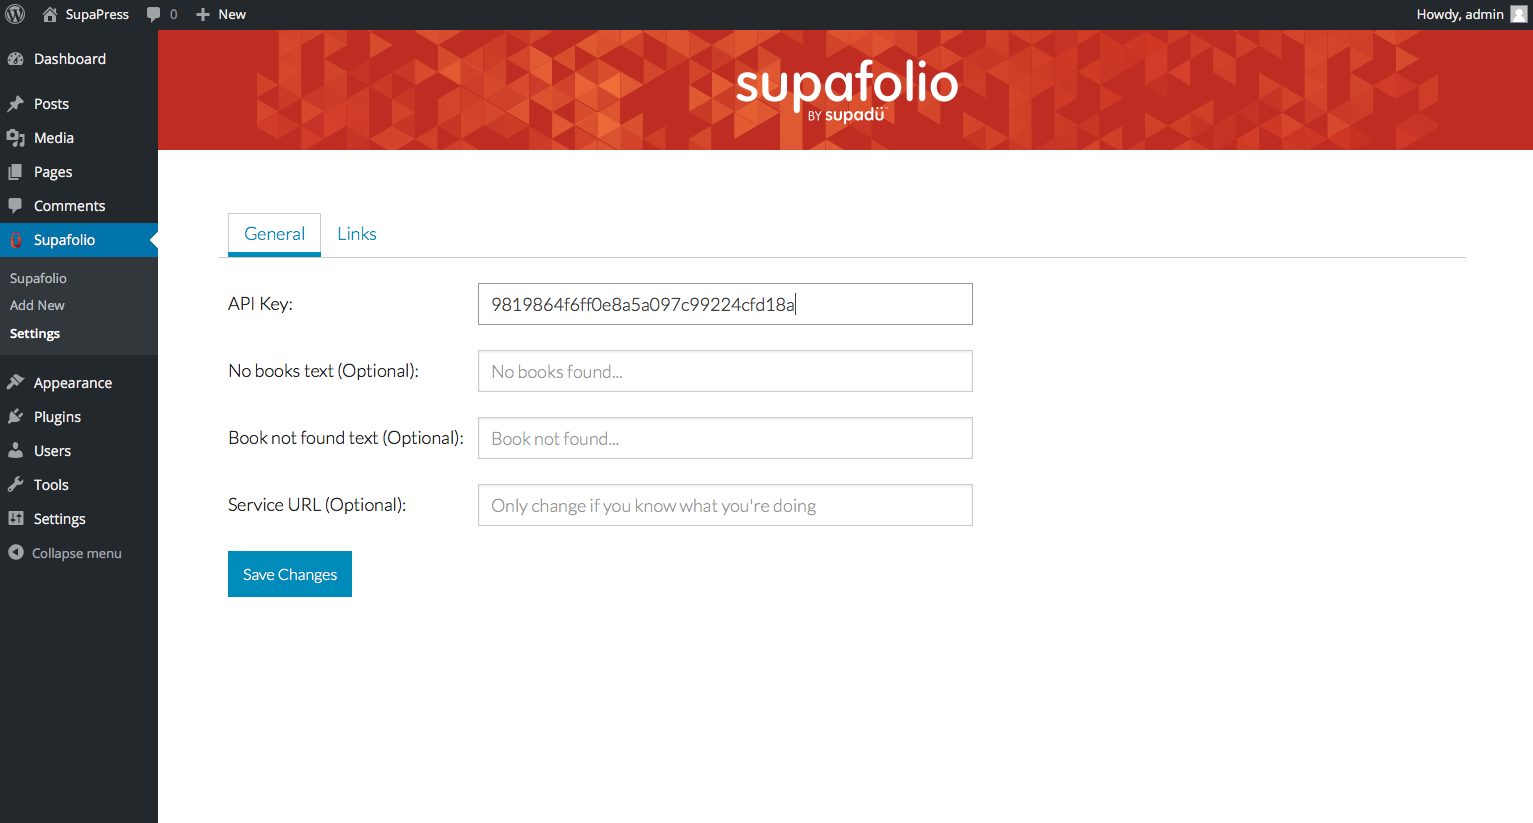 SupaPress 0 New Howdy, admin
Dashboard
Posts
Media
Pages
Comments
Supafolio
Supafolio
Add New
Settings
Appearance
Plugins
Users
Tools
Settings
Collapse menu
supafolio
BY supadü™
General Links
API Key: 9819864f6ff0e8a5a097c99224cfd18a
No books text (Optional): No books found...
Book not found text (Optional): Book not found...
Service URL (Optional): Only change if you know what you're doing
Save Changes